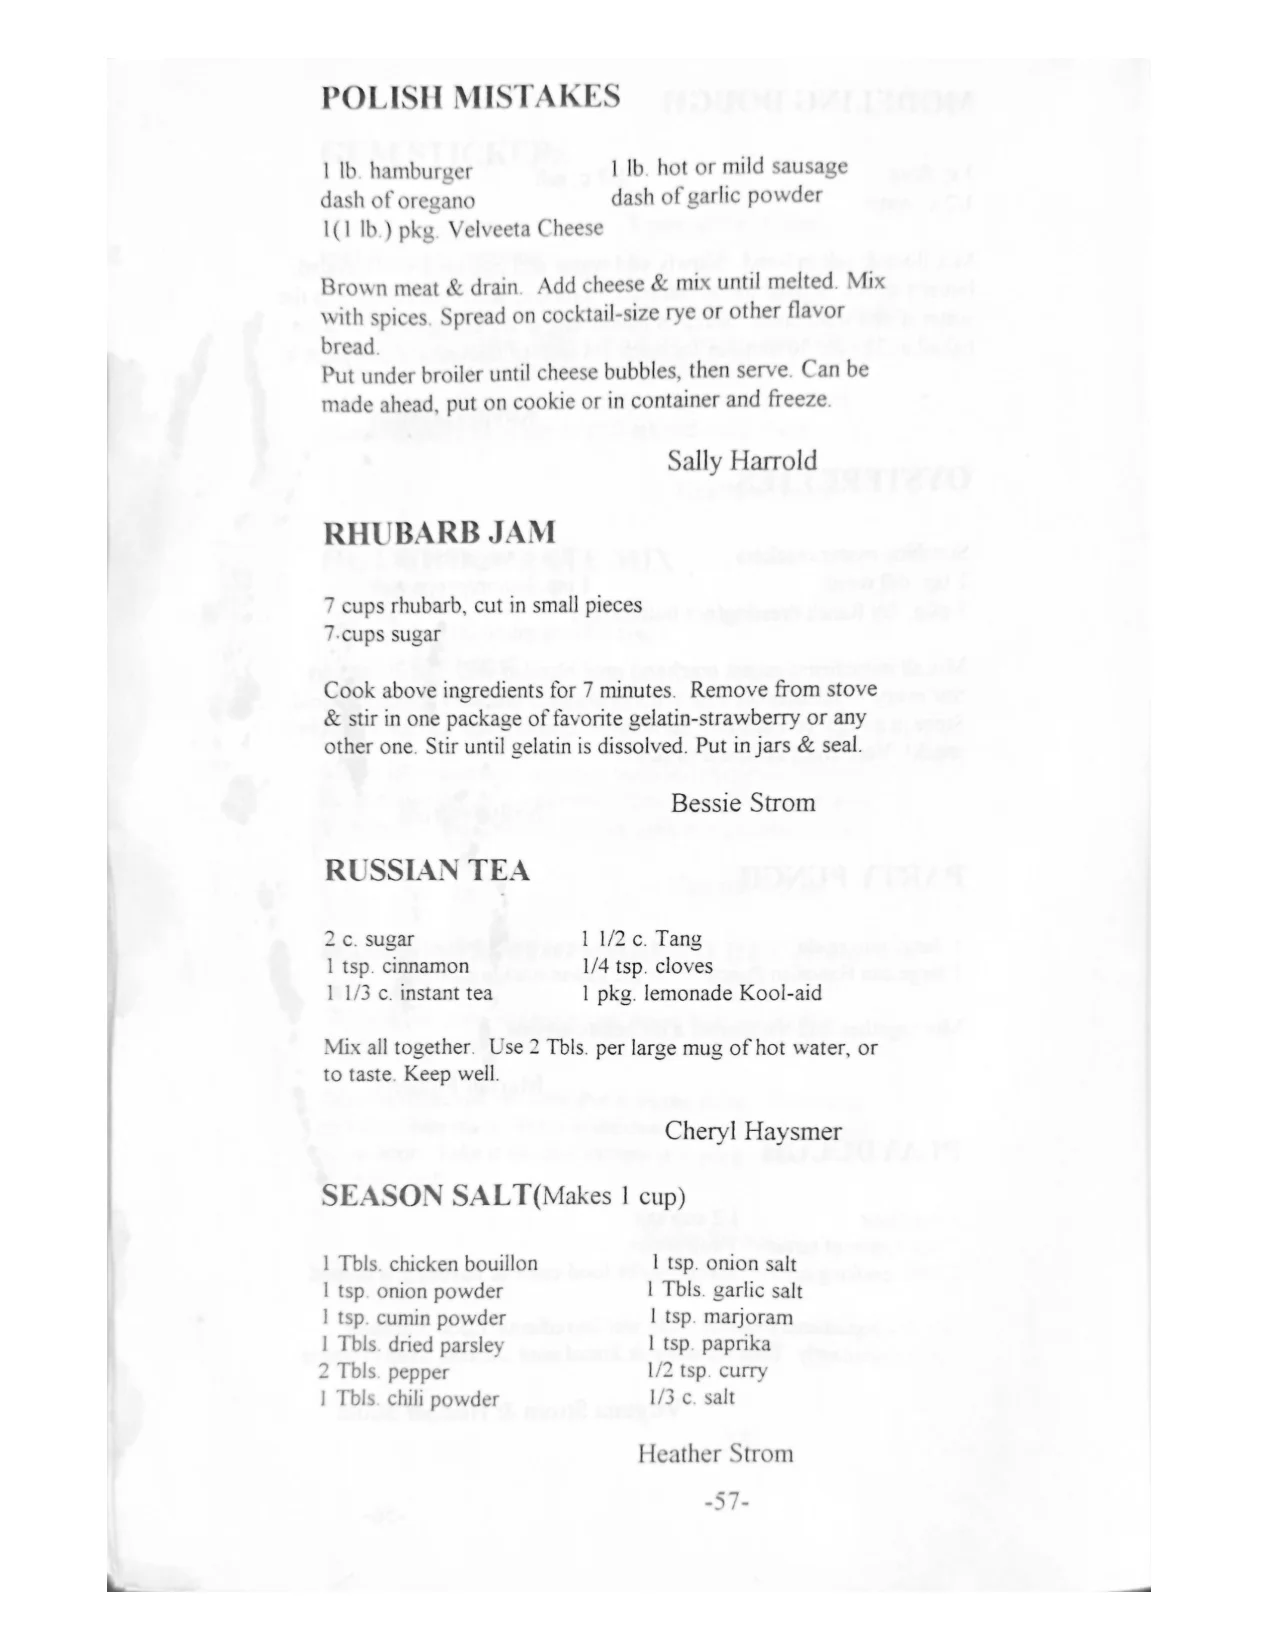 POLISH MISTAKES
1 lb. hamburger 1 lb. hot or mild sausage
dash of oregano dash of garlic powder
1(1 lb.) pkg. Velveeta Cheese
Brown meat & drain. Add cheese & mix until melted. Mix
with spices. Spread on cocktail-size rye or other flavor
bread.
Put under broiler until cheese bubbles, then serve. Can be
made ahead, put on cookie or in container and freeze.
Sally Harrold
RHUBARB JAM
7 cups rhubarb, cut in small pieces
7 cups sugar
Cook above ingredients for 7 minutes. Remove from stove
& stir in one package of favorite gelatin-strawberry or any
other one. Stir until gelatin is dissolved. Put in jars & seal.
Bessie Strom
RUSSIAN TEA
2 c. sugar 1 1/2 c. Tang
1 tsp. cinnamon 1/4 tsp. cloves
1 1/3 c. instant tea 1 pkg. lemonade Kool-aid
Mix all together. Use 2 Tbls. per large mug of hot water, or
to taste. Keep well.
Cheryl Haysmer
SEASON SALT(Makes 1 cup)
1 Tbls. chicken bouillon 1 tsp. onion salt
1 tsp. onion powder 1 Tbls. garlic salt
1 tsp. cumin powder 1 tsp. marjoram
1 Tbls. dried parsley 1 tsp. paprika
2 Tbls. pepper 1/2 tsp. curry
1 Tbls. chili powder 1/3 c. salt
Heather Strom
-57-